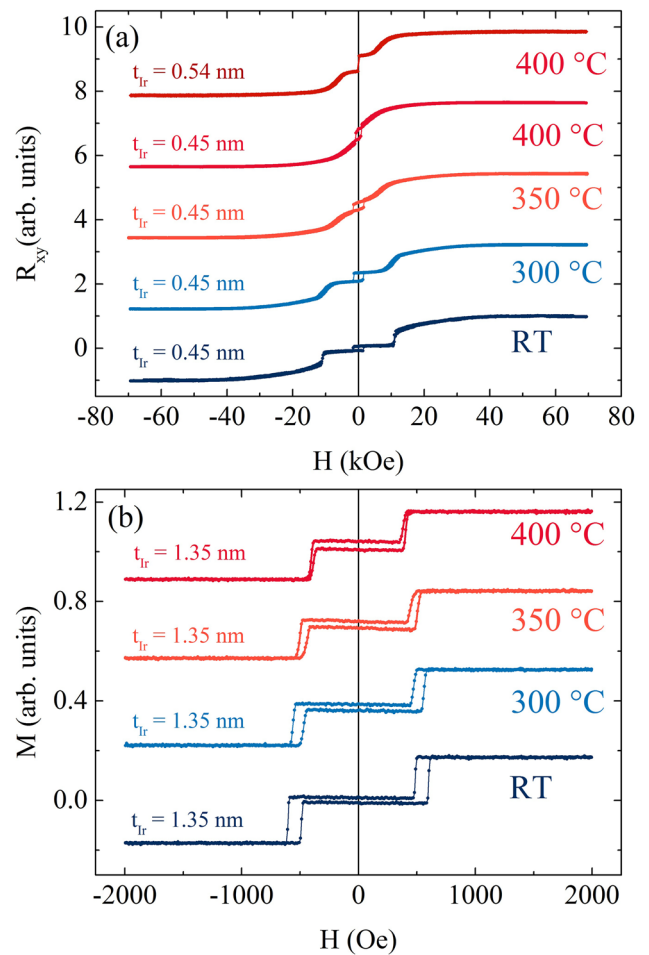 (a)
10
8
6
4
2
0
R_xy (arb. units)
t_Ir = 0.54 nm
400 °C
t_Ir = 0.45 nm
400 °C
t_Ir = 0.45 nm
350 °C
t_Ir = 0.45 nm
300 °C
t_Ir = 0.45 nm
RT
-80 -60 -40 -20 0 20 40 60 80
H (kOe)
(b)
1.2
0.8
0.4
0.0
M (arb. units)
t_Ir = 1.35 nm
400 °C
t_Ir = 1.35 nm
350 °C
t_Ir = 1.35 nm
300 °C
t_Ir = 1.35 nm
RT
-2000 -1000 0 1000 2000
H (Oe)